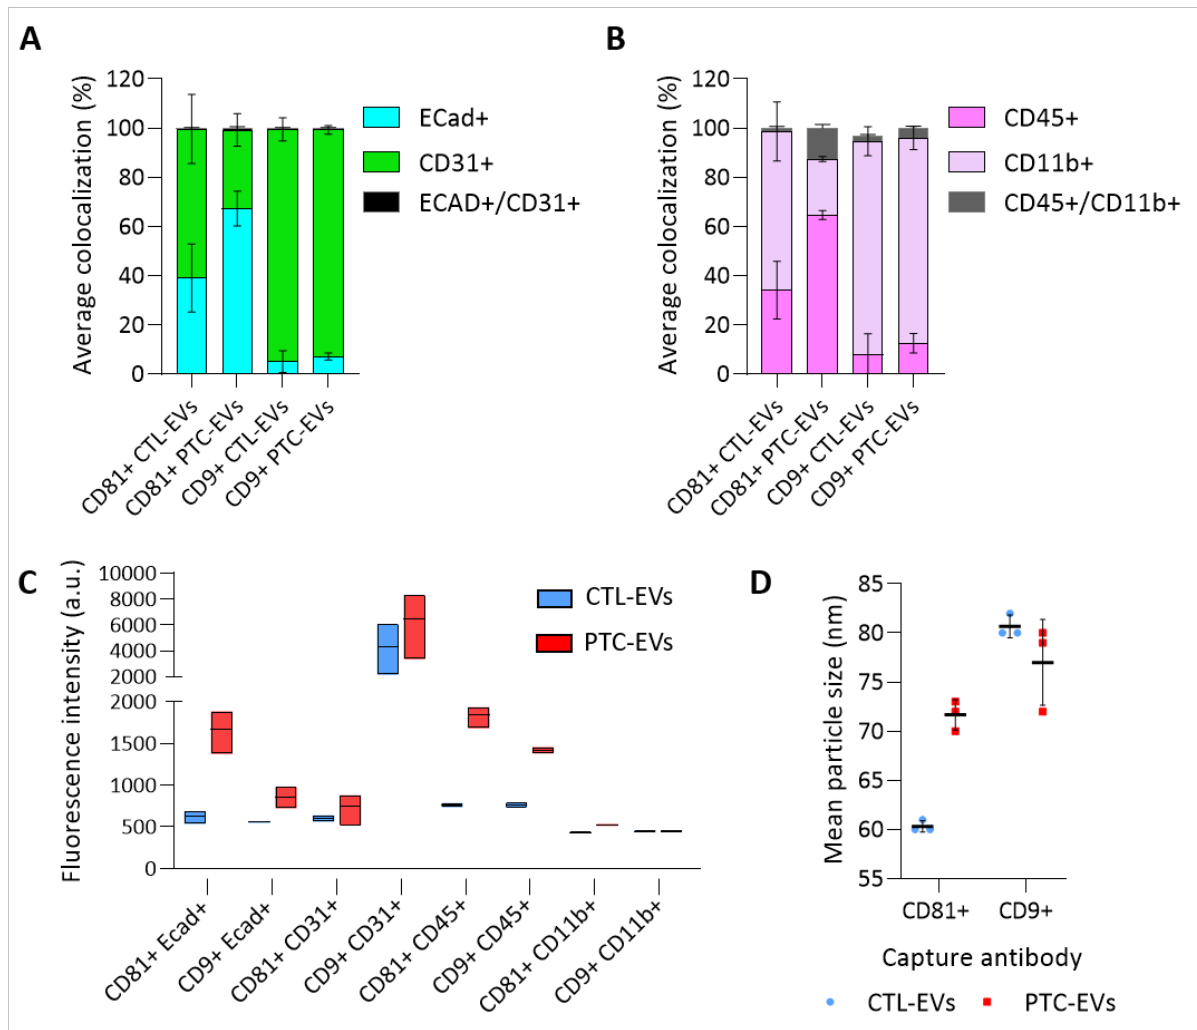 A
Average colocalization (%)
120
100
80
60
40
20
0
CD81+ CTL-EVs
CD81+ PTC-EVs
CD9+ CTL-EVs
CD9+ PTC-EVs
ECad+
CD31+
ECAD+/CD31+
B
Average colocalization (%)
120
100
80
60
40
20
0
CD81+ CTL-EVs
CD81+ PTC-EVs
CD9+ CTL-EVs
CD9+ PTC-EVs
CD45+
CD11b+
CD45+/CD11b+
C
Fluorescence intensity (a.u.)
10000
8000
6000
4000
2000
2000
1500
1000
500
0
CD81+ Ecad+
CD9+ Ecad+
CD81+ CD31+
CD9+ CD31+
CD81+ CD45+
CD9+ CD45+
CD81+ CD11b+
CD9+ CD11b+
CTL-EVs
PTC-EVs
D
Mean particle size (nm)
85
80
75
70
65
60
55
CD81+ CD9+
Capture antibody
CTL-EVs PTC-EVs